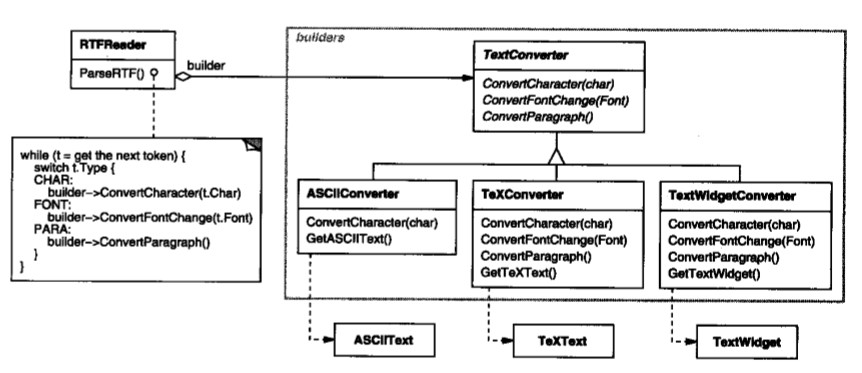 builders
RTFReader
ParseRTF()
builder
TextConverter
ConvertCharacter(char)
ConvertFontChange(Font)
ConvertParagraph()
while (t = get the next token) {
switch t.Type {
CHAR:
builder->ConvertCharacter(t.Char)
FONT:
builder->ConvertFontChange(t.Font)
PARA:
builder->ConvertParagraph()
}
}
ASCIIConverter
ConvertCharacter(char)
GetASCIIText()
TeXConverter
ConvertCharacter(char)
ConvertFontChange(Font)
ConvertParagraph()
GetTeXText()
TextWidgetConverter
ConvertCharacter(char)
ConvertFontChange(Font)
ConvertParagraph()
GetTextWidget()
ASCIIText
TeXText
TextWidget